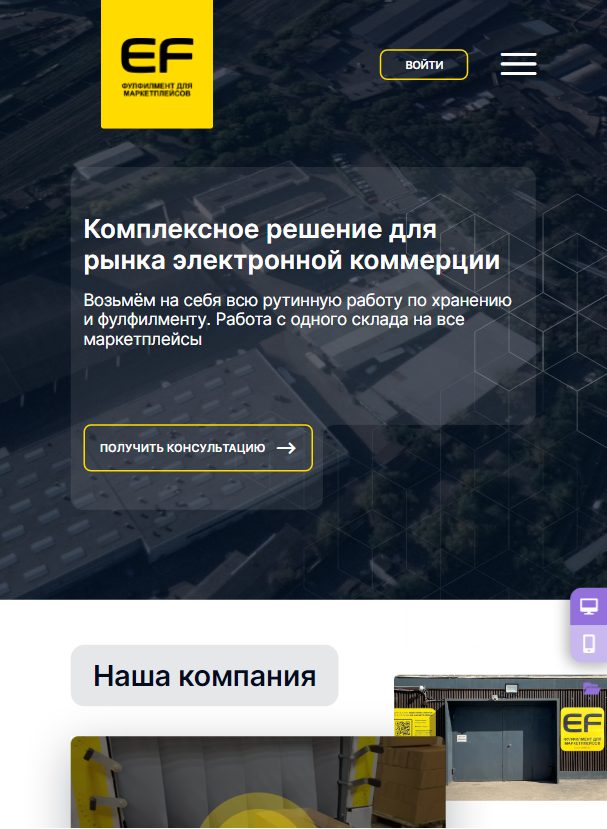 EF
ФУЛФИЛМЕНТ ДЛЯ
МАРКЕТПЛЕЙСОВ
ВОЙТИ
Комплексное решение для
рынка электронной коммерции
Возьмём на себя всю рутинную работу по хранению
и фулфилменту. Работа с одного склада на все
маркетплейсы
ПОЛУЧИТЬ КОНСУЛЬТАЦИЮ
Наша компания
EF
ФУЛФИЛМЕНТ ДЛЯ
МАРКЕТПЛЕЙСОВ